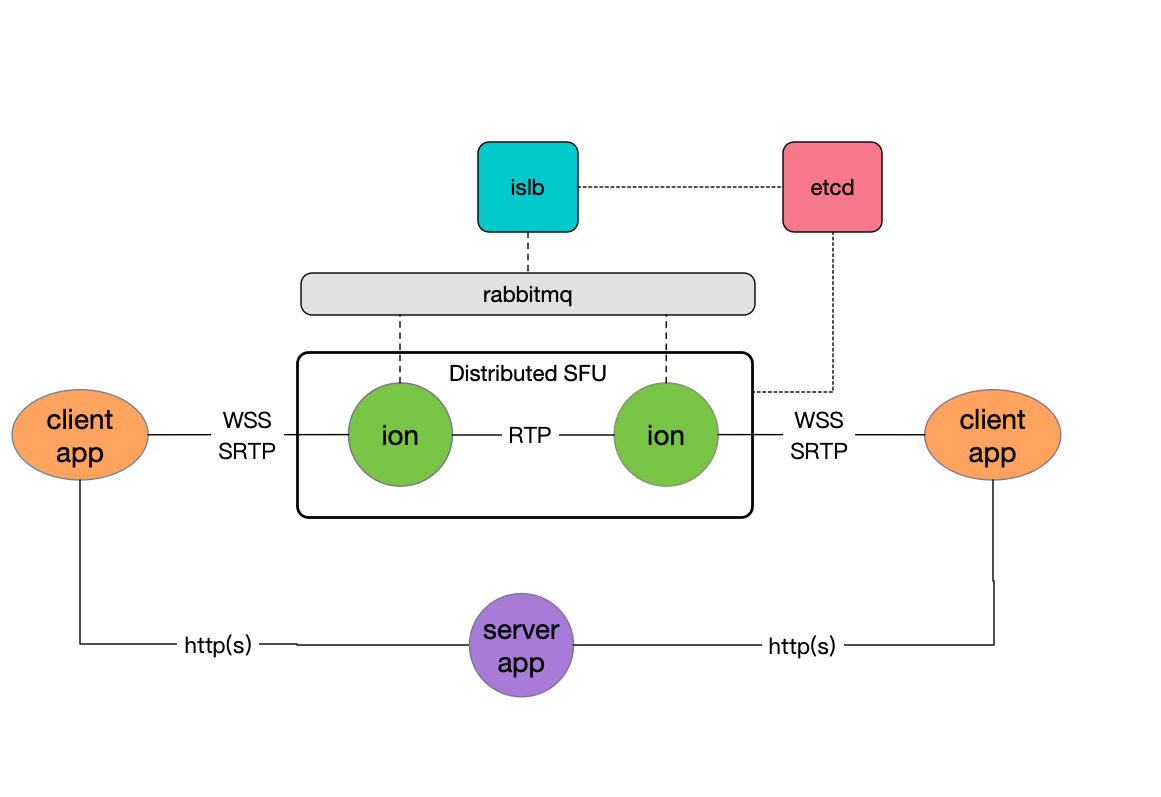 islb
etcd
rabbitmq
Distributed SFU
client
app
WSS
SRTP
ion
RTP
ion
WSS
SRTP
client
app
http(s)
server
app
http(s)